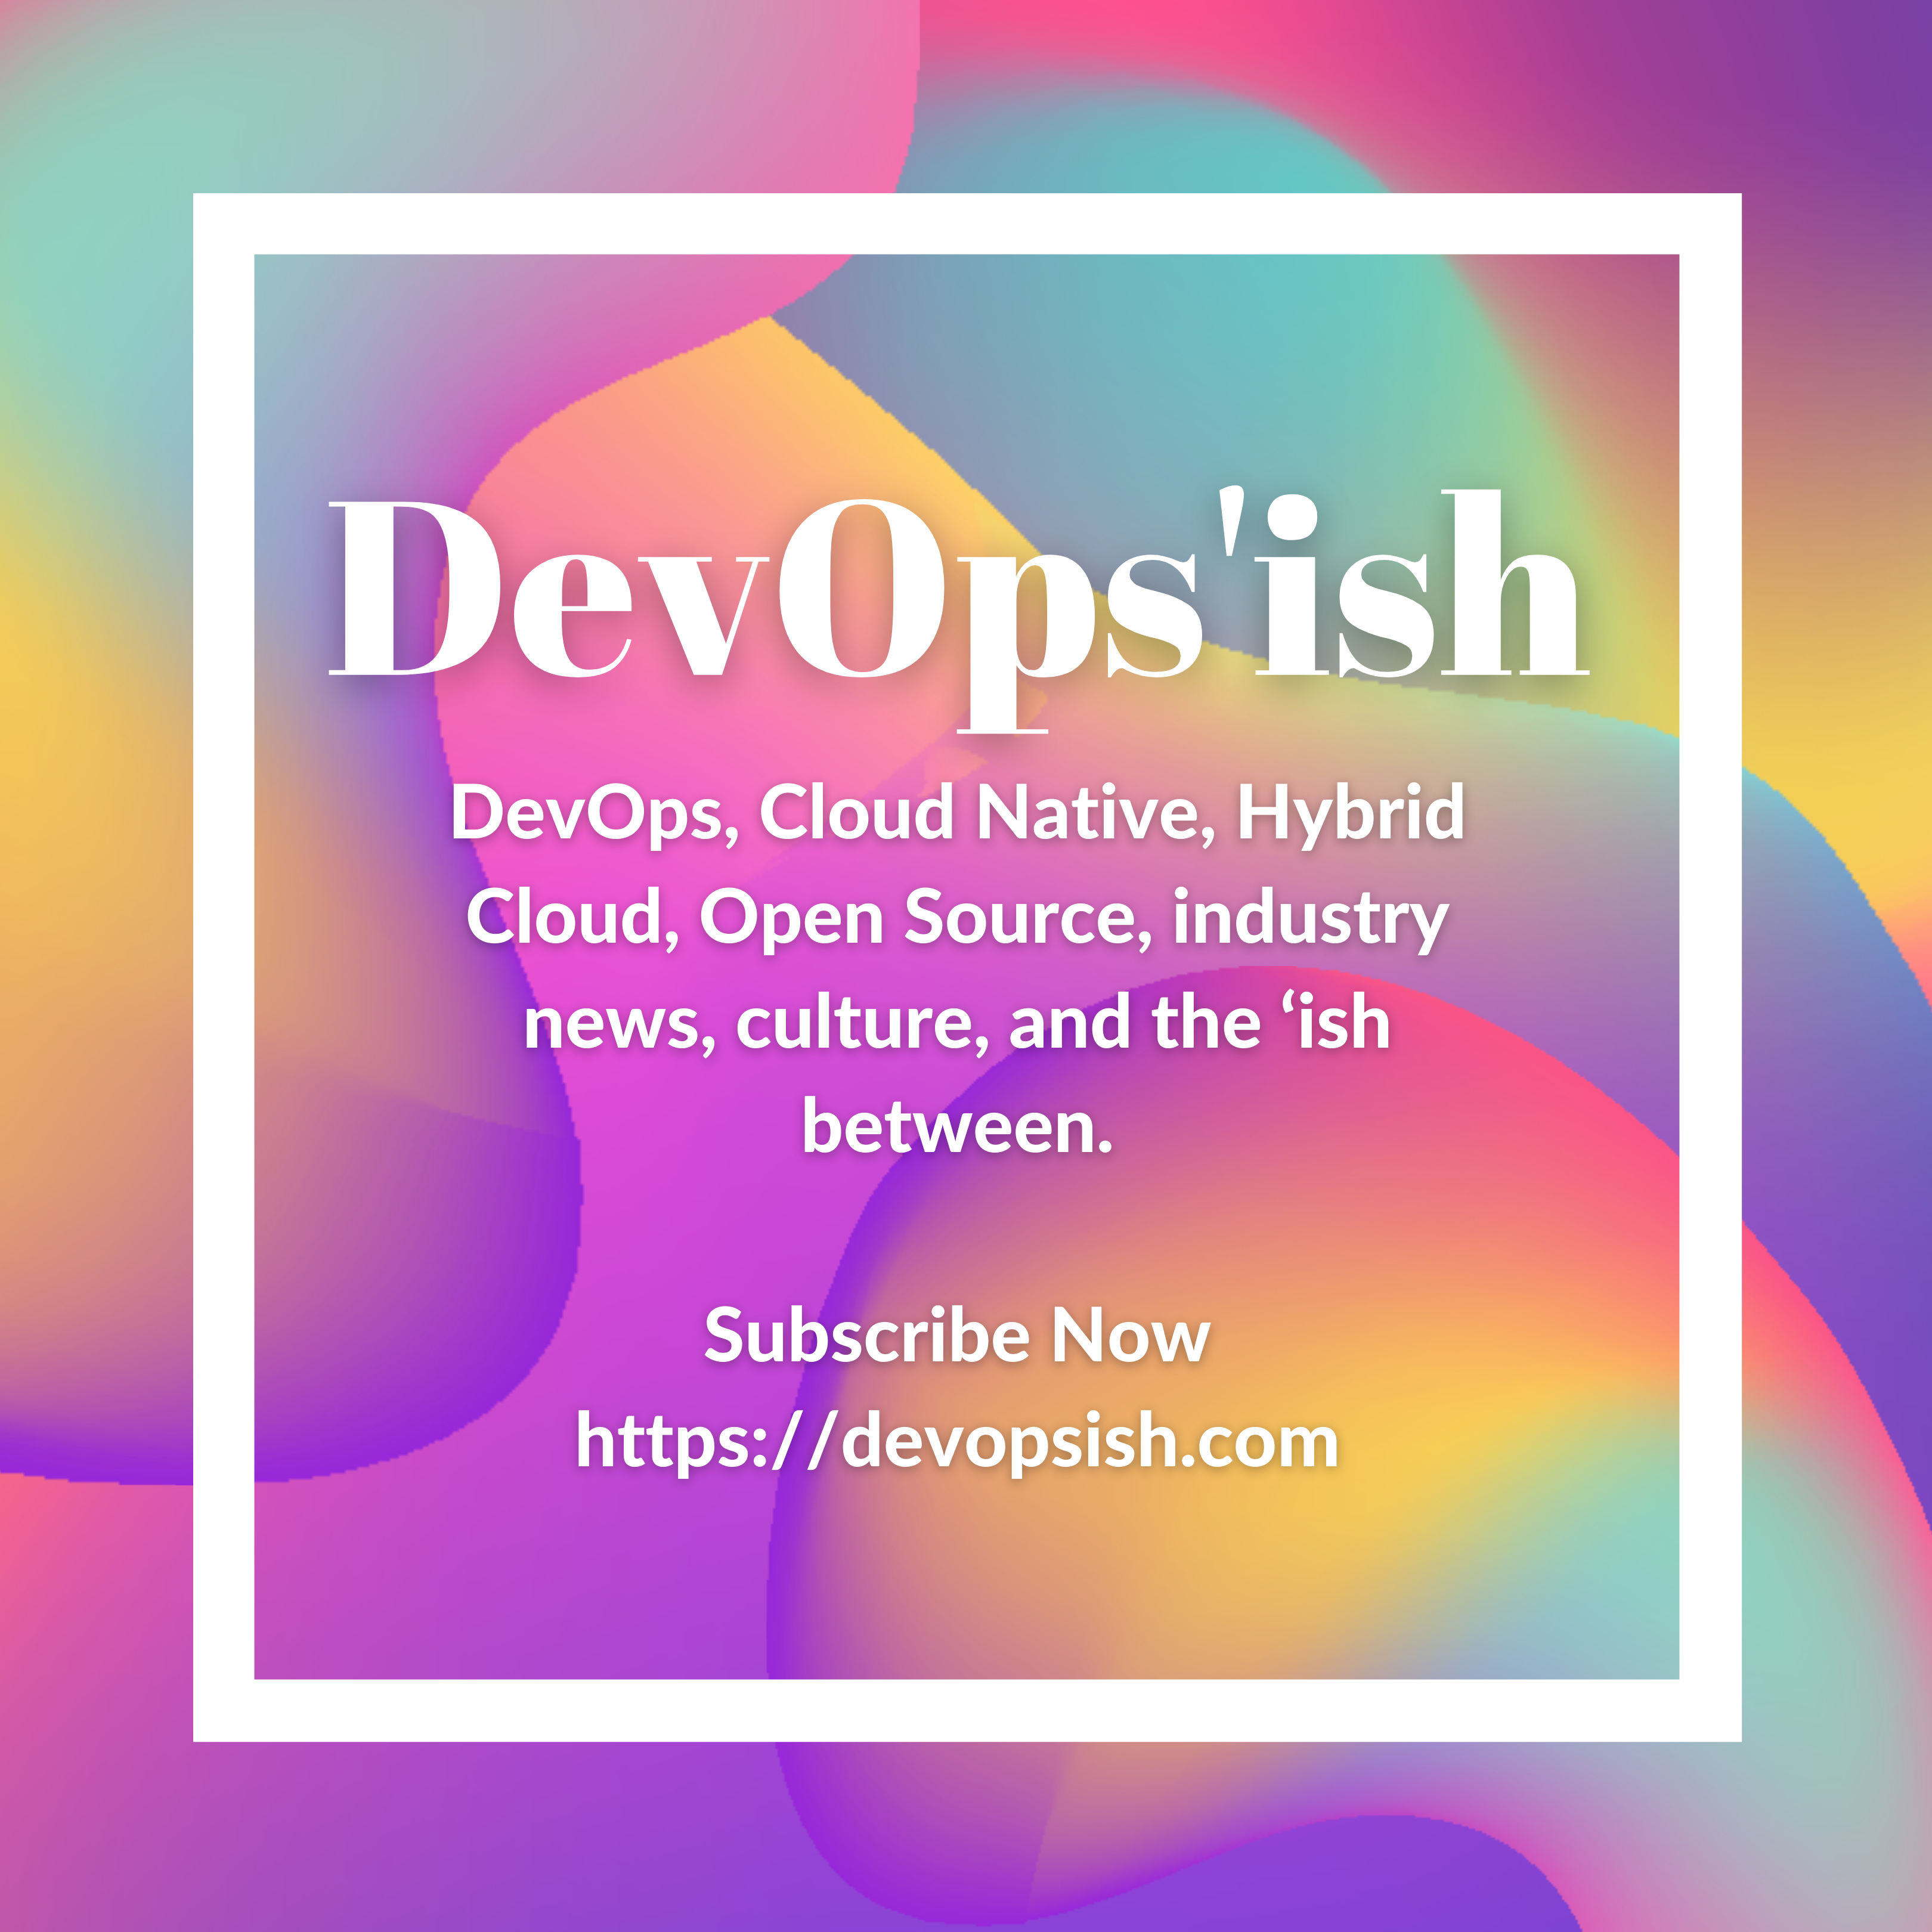 DevOps'ish
DevOps, Cloud Native, Hybrid
Cloud, Open Source, industry
news, culture, and the ‘ish
between.
Subscribe Now
https://devopsish.com